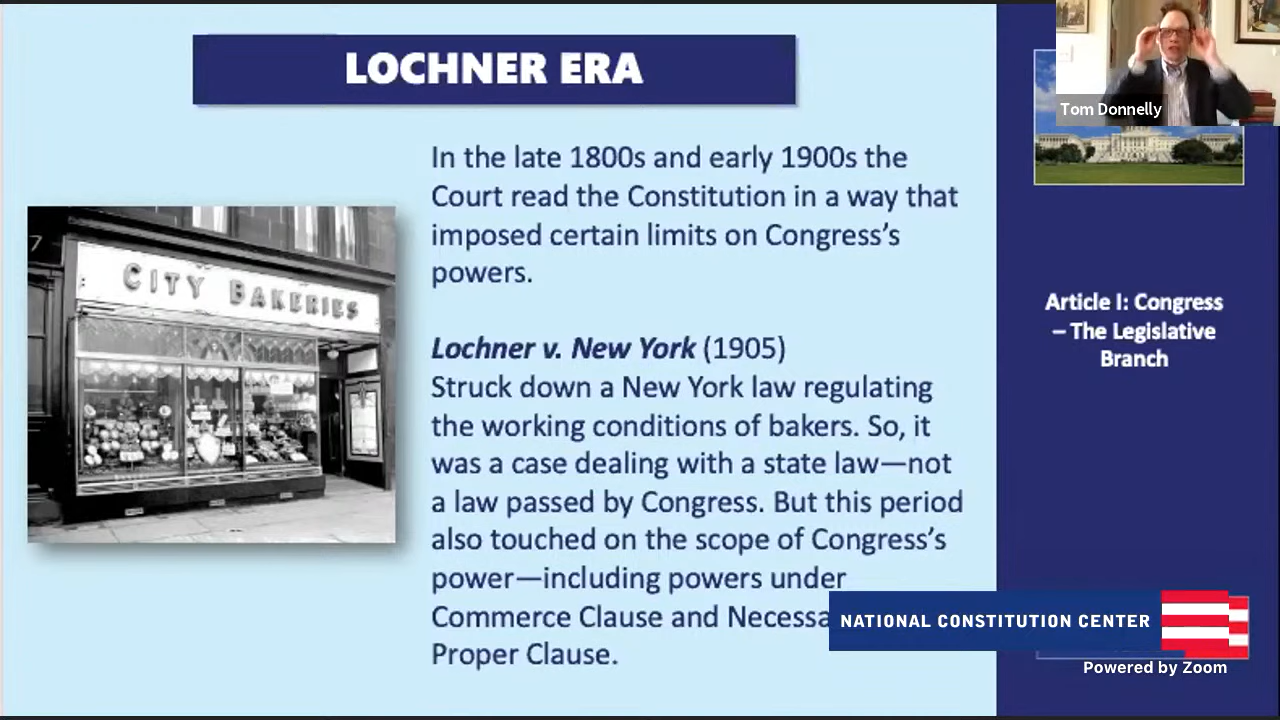 LOCHNER ERA
In the late 1800s and early 1900s the
Court read the Constitution in a way that
imposed certain limits on Congress's
powers.
Lochner v. New York (1905)
Struck down a New York law regulating
the working conditions of bakers. So, it
was a case dealing with a state law—not
a law passed by Congress. But this period
also touched on the scope of Congress's
power—including powers under
Commerce Clause and Necessa
Proper Clause.
7
CITY BAKERIES
Tom Donnelly
Article I: Congress
– The Legislative
Branch
NATIONAL CONSTITUTION CENTER
Powered by Zoom